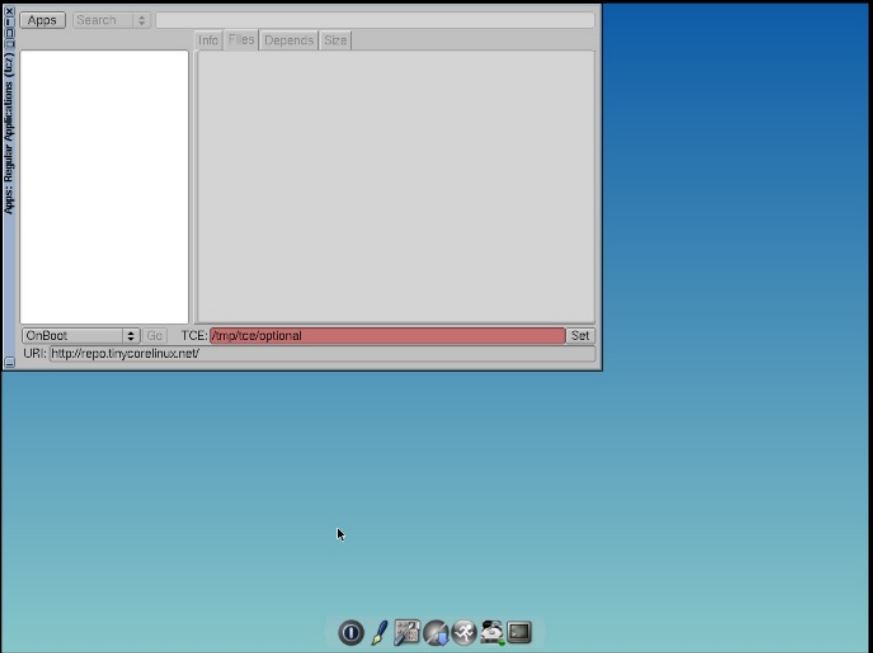 Apps Search
Info Files Depends Size
Apps: Regular Applications (tcz)
OnBoot Go TCE: /tmp/tce/optional Set
URI: http://repo.tinycorelinux.net/